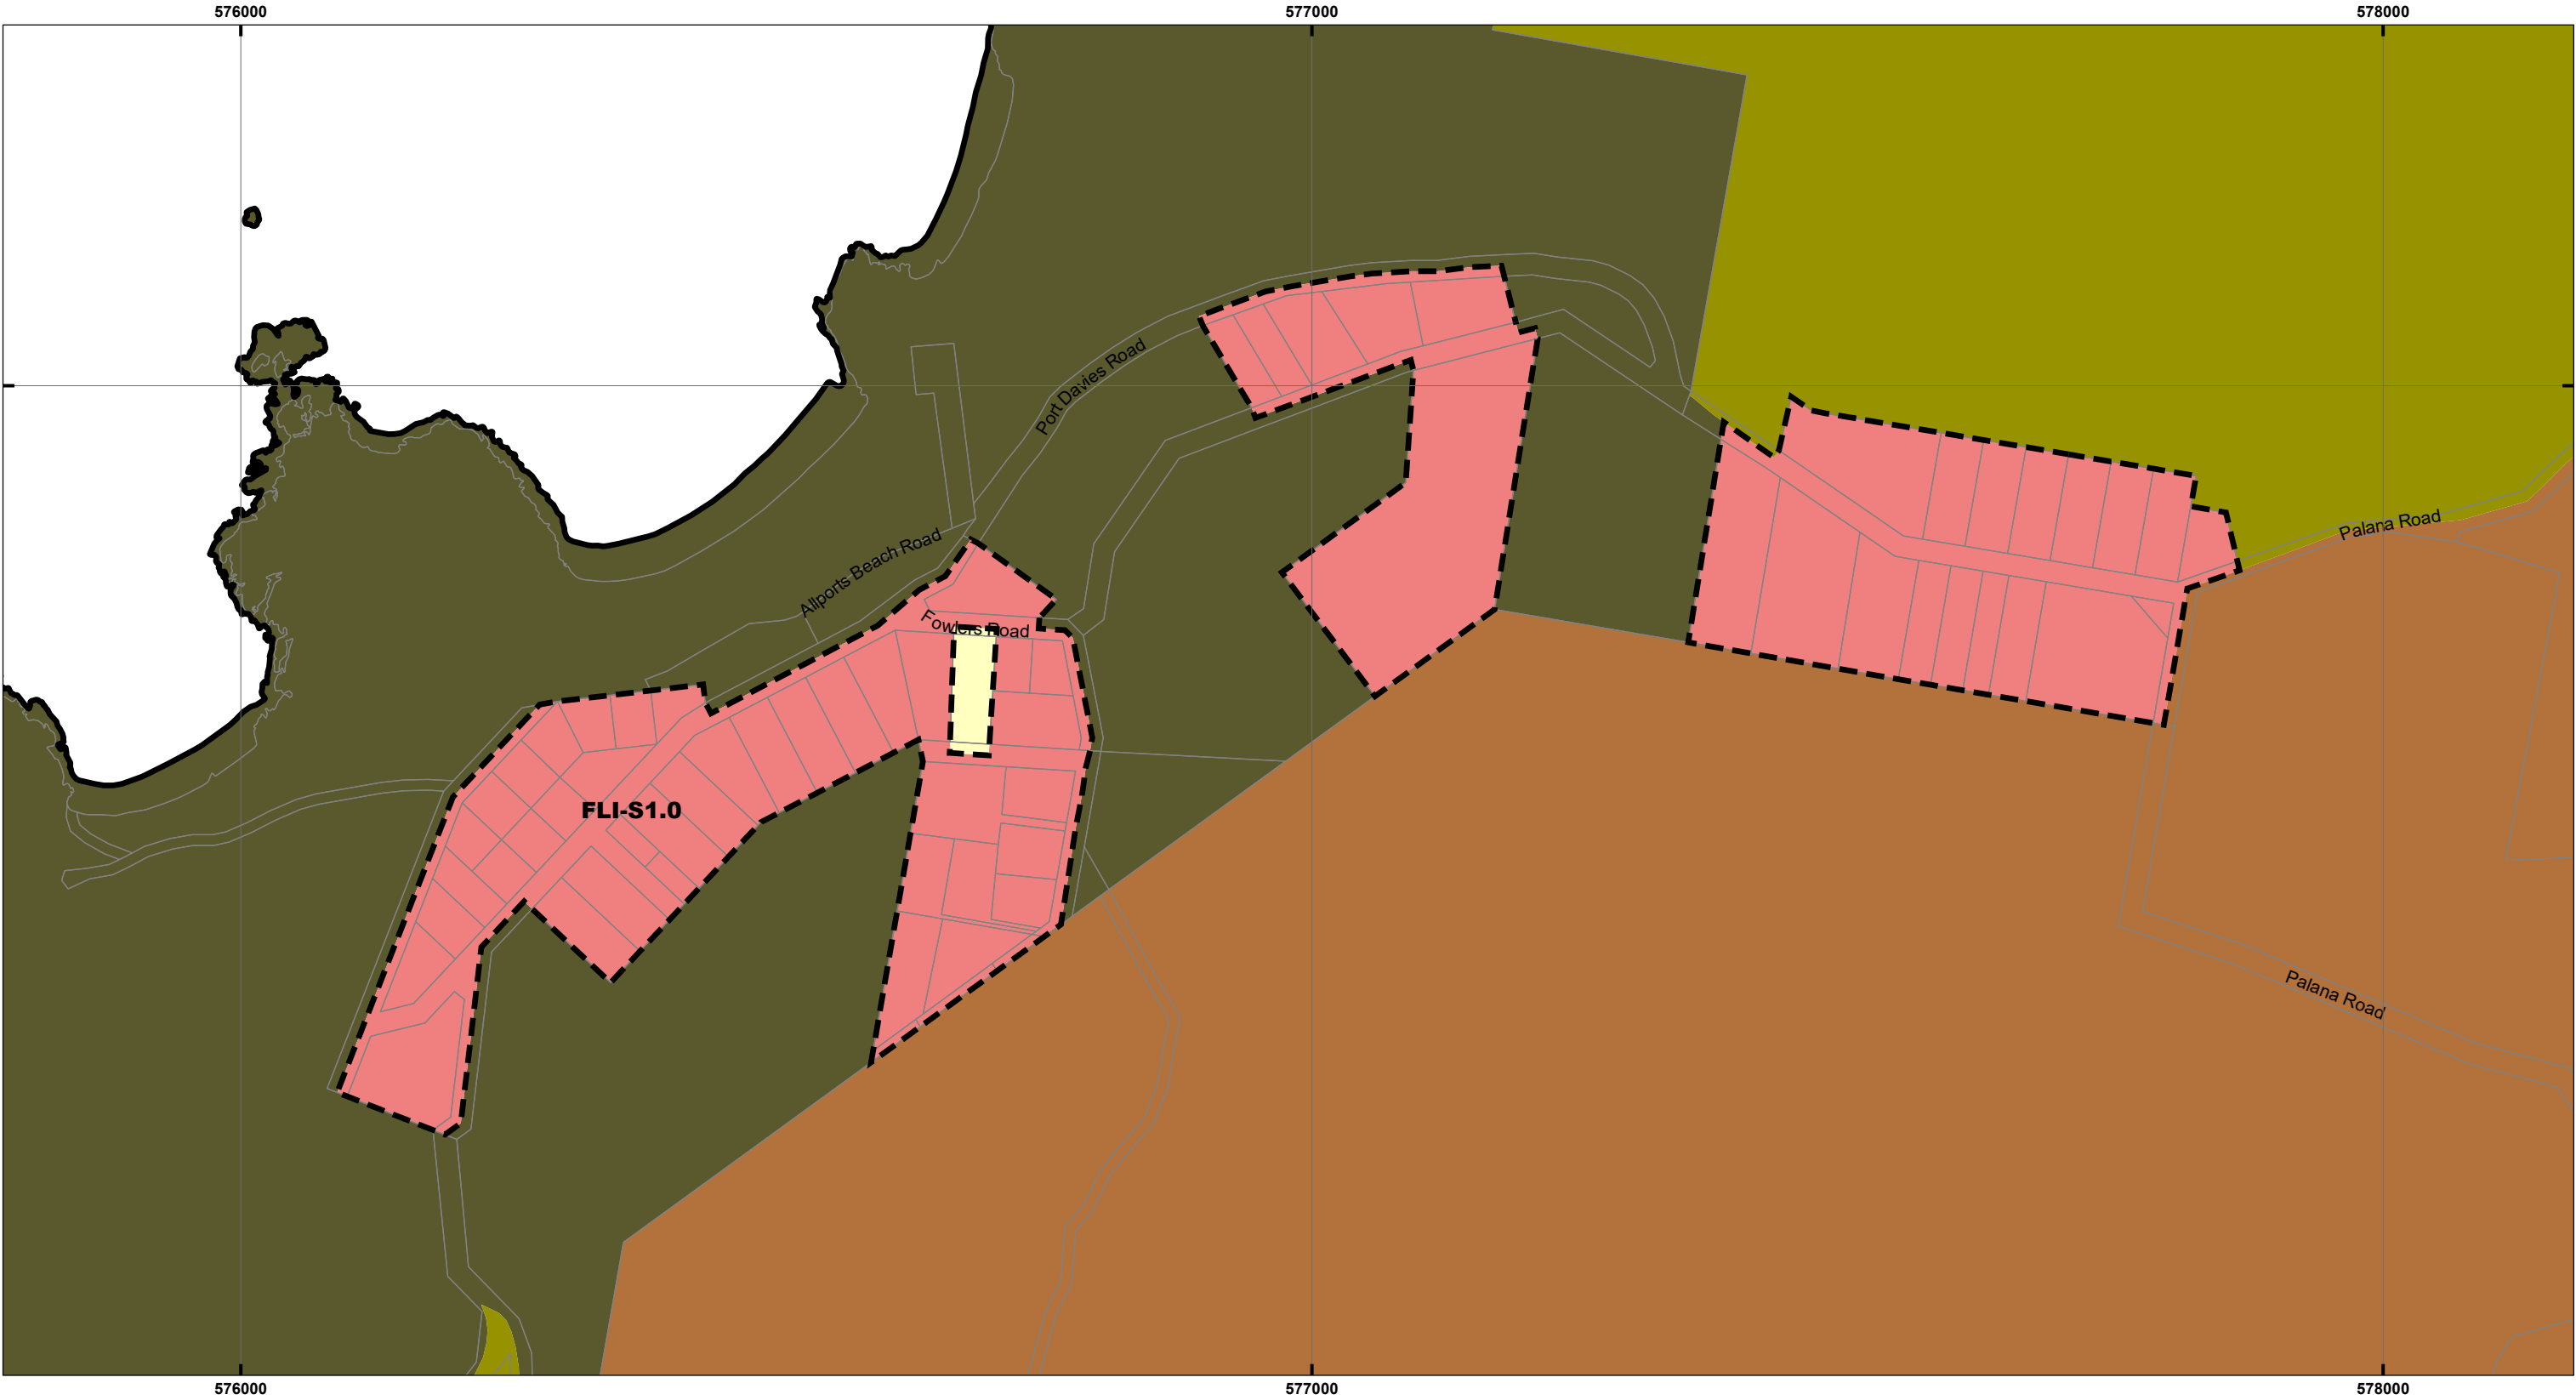 576000
577000
578000
Port Davies Road
Palana Road
Allports Beach Road
Fowlers Road
FLI-S1.0
Palana Road
576000
577000
578000